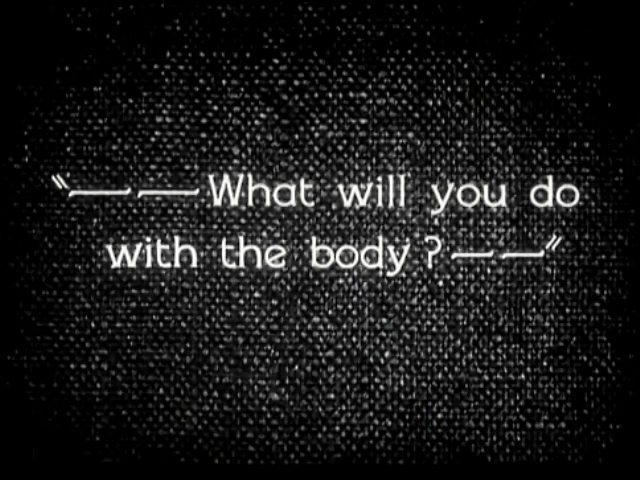 "— —What will you do
with the body?— —"